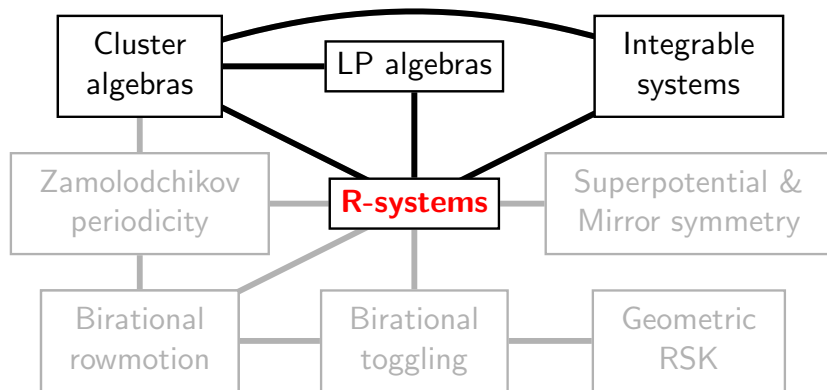 Cluster
algebras
LP algebras
Integrable
systems
Zamolodchikov
periodicity
R-systems
Superpotential &
Mirror symmetry
Birational
rowmotion
Birational
toggling
Geometric
RSK